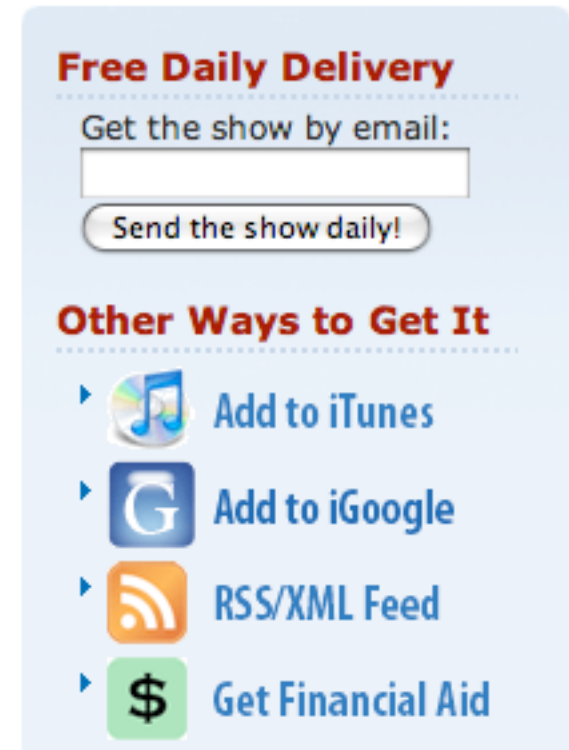 Free Daily Delivery
Get the show by email:
Send the show daily!
Other Ways to Get It
Add to iTunes
G Add to iGoogle
RSS/XML Feed
$ Get Financial Aid